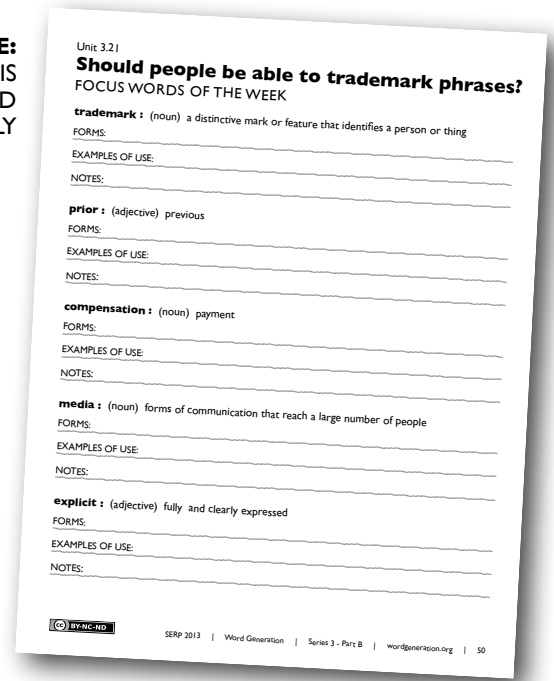 E:
IS
D
LY
Unit 3.21
Should people be able to trademark phrases?
FOCUS WORDS OF THE WEEK
trademark : (noun) a distinctive mark or feature that identifies a person or thing
FORMS:
EXAMPLES OF USE:
NOTES:
prior : (adjective) previous
FORMS:
EXAMPLES OF USE:
NOTES:
compensation : (noun) payment
FORMS:
EXAMPLES OF USE:
NOTES:
media : (noun) forms of communication that reach a large number of people
FORMS:
EXAMPLES OF USE:
NOTES:
explicit : (adjective) fully and clearly expressed
FORMS:
EXAMPLES OF USE:
NOTES:
cc BY-NC-ND
SERP 2013 | Word Generation | Series 3 - Part B | wordgeneration.org | 50